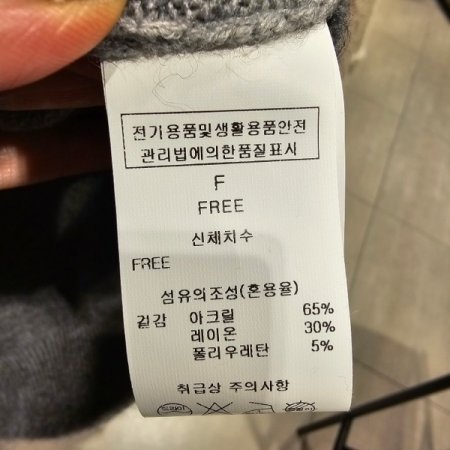 전기용품및생활용품안전
관리법에의한품질표시
F
FREE
신체치수
FREE
섬유의조성(혼용율)
겉감 아크릴 65%
레이온 30%
폴리우레탄 5%
취급상 주의사항